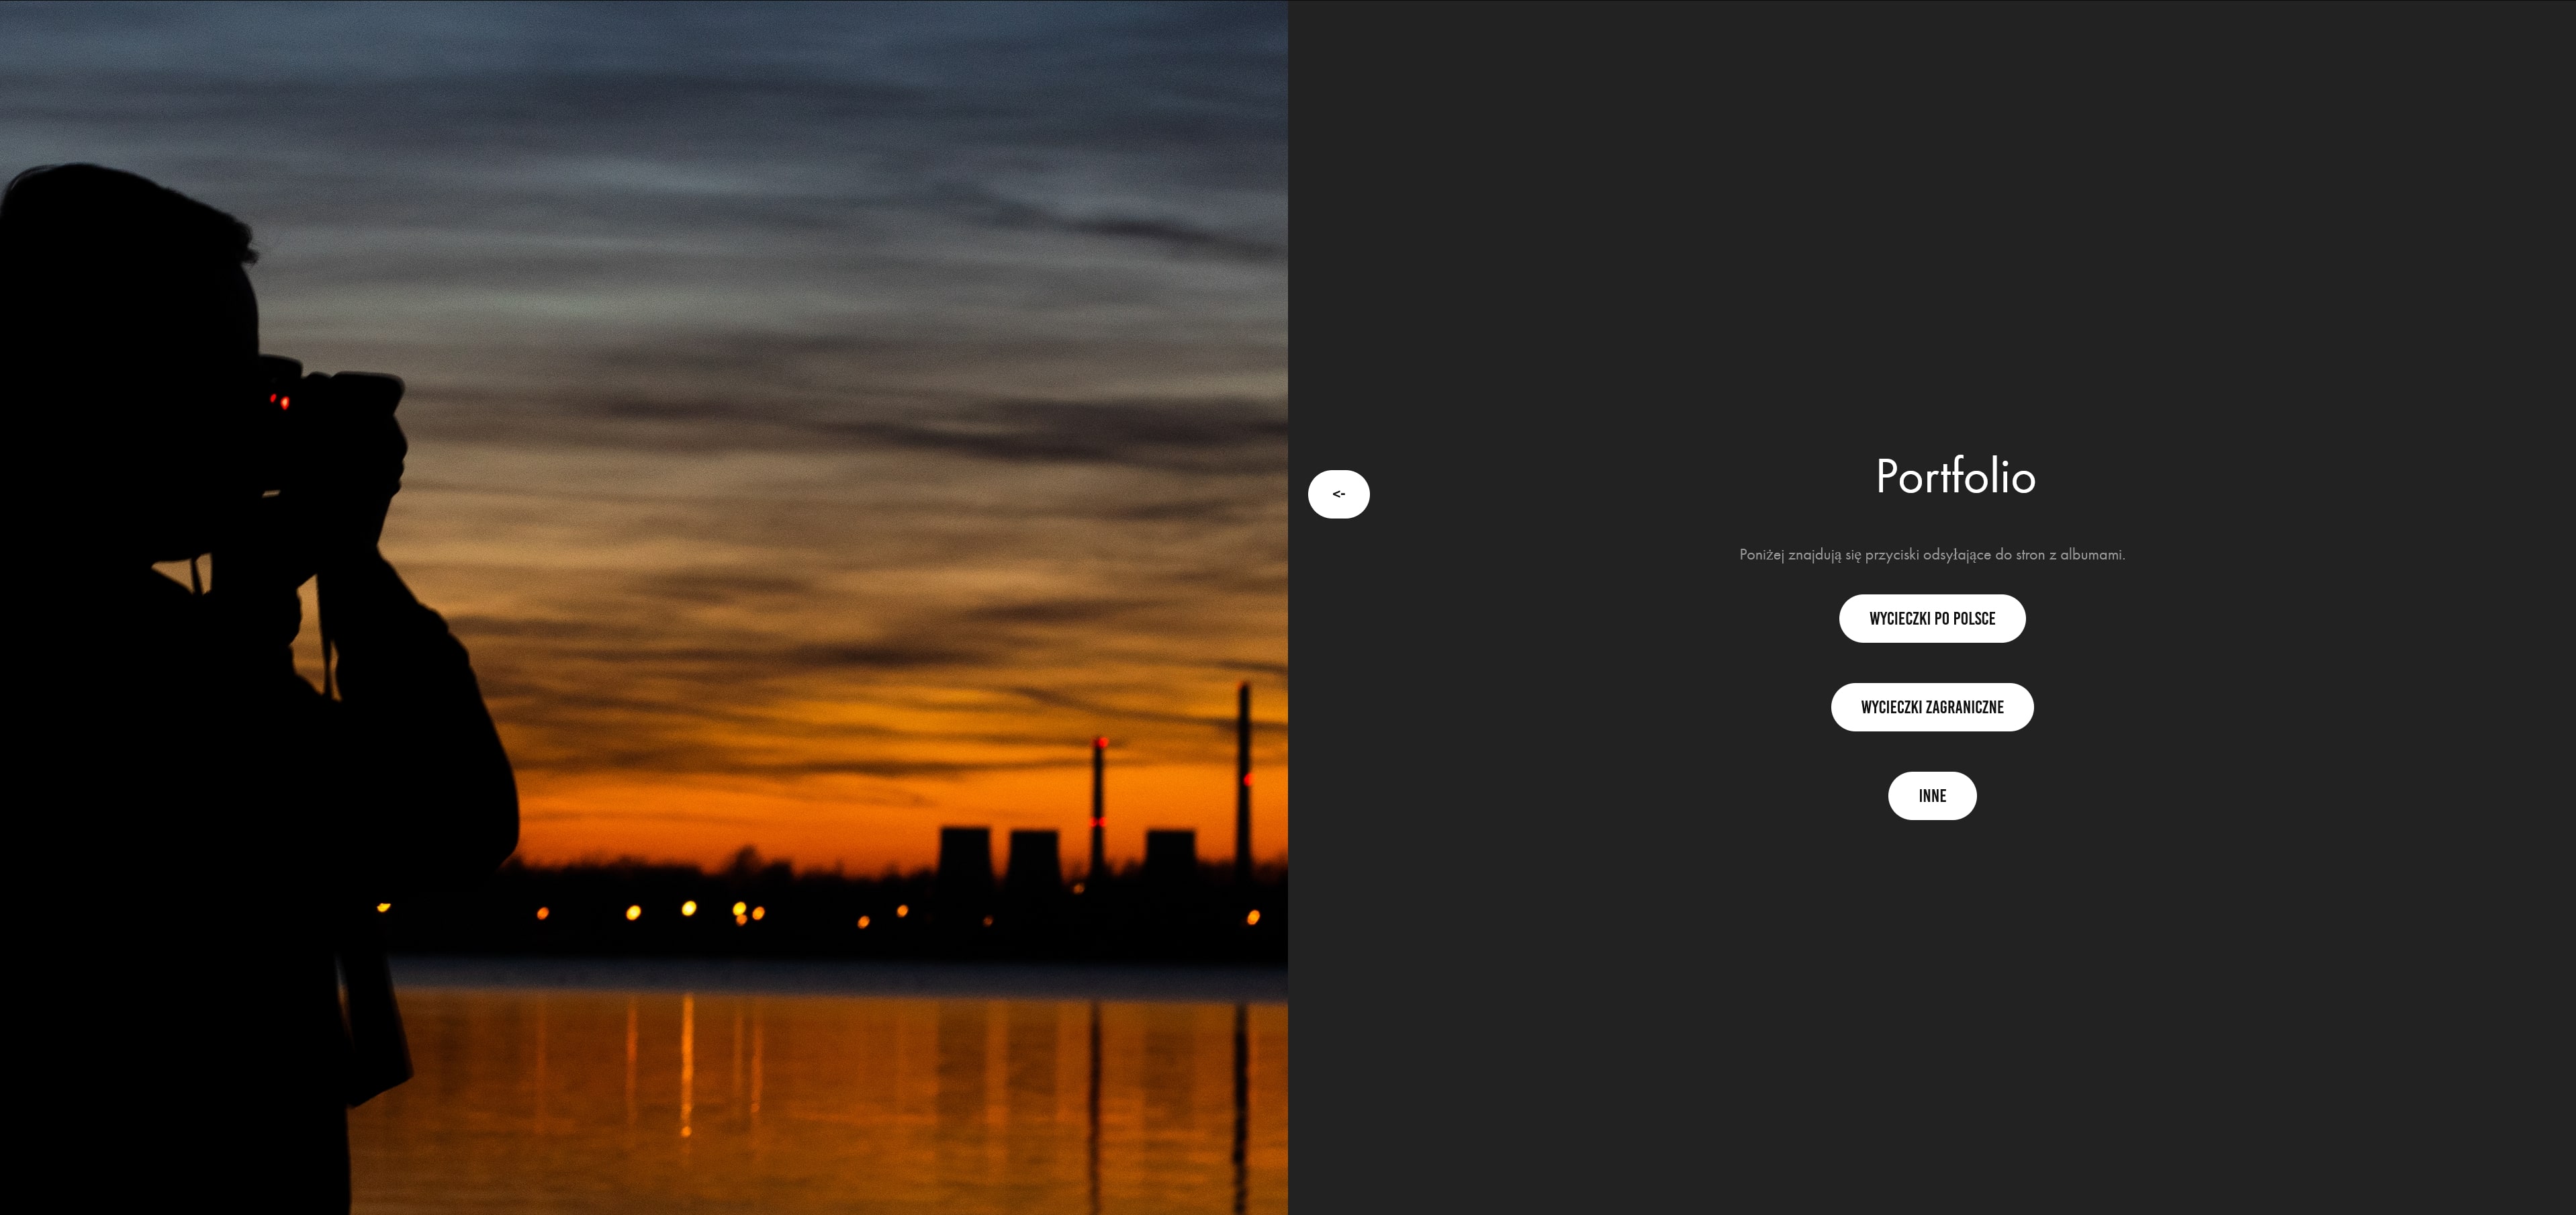 <-
Portfolio
Poniżej znajdują się przyciski odsyłające do stron z albumami.
WYCIECZKI PO POLSCE
WYCIECZKI ZAGRANICZNE
INNE